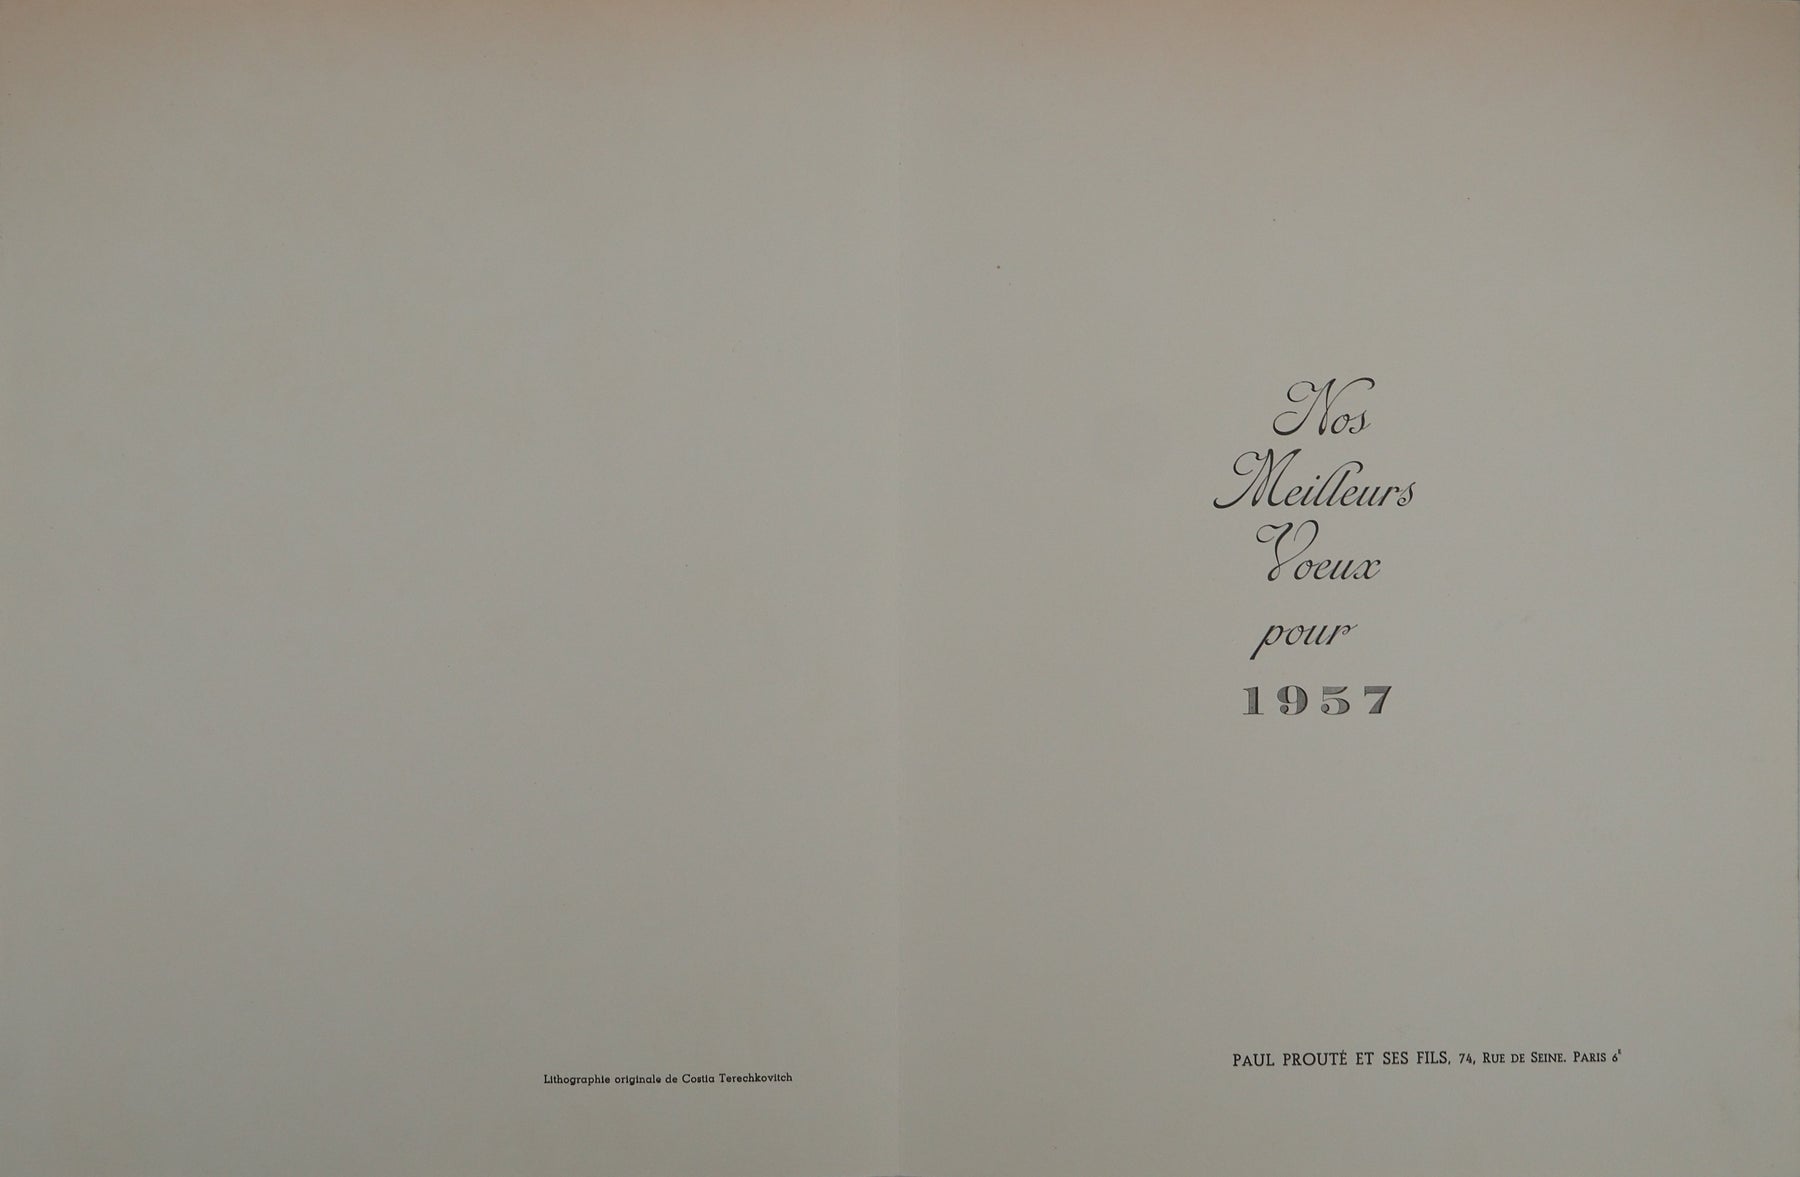 Lithographie originale de Costia Terechkovitch
Nos
Meilleurs
Voeux
pour
1957
PAUL PROUTÉ ET SES FILS, 74, RUE DE SEINE. PARIS 6E